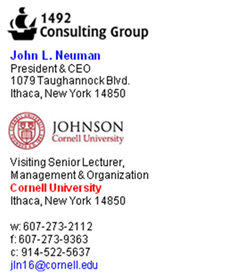 1492
Consulting Group
John L. Neuman
President & CEO
1079 Taughannock Blvd.
Ithaca, New York 14850
JOHNSON
Cornell University
Visiting Senior Lecturer,
Management & Organization
Cornell University
Ithaca, New York 14850
w: 607-273-2112
f: 607-273-9363
c: 914-522-5637
jln16@cornell.edu